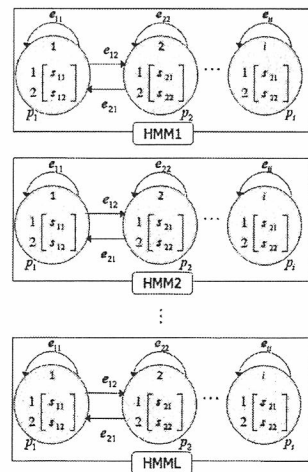 e11 e22 eii
1 2 i
e12
1 [s11] 1 [s21] ... 1 [s21]
2 [s12] 2 [s22] 2 [s22]
p1 e21 p2 pi
HMM1
e11 e22 eii
1 2 i
e12
1 [s11] 1 [s21] ... 1 [s21]
2 [s12] 2 [s22] 2 [s22]
p1 e21 p2 pi
HMM2
⋮
e11 e22 eii
1 2 i
e12
1 [s11] 1 [s21] ... 1 [s21]
2 [s12] 2 [s22] 2 [s22]
p1 e21 p2 pi
HMML